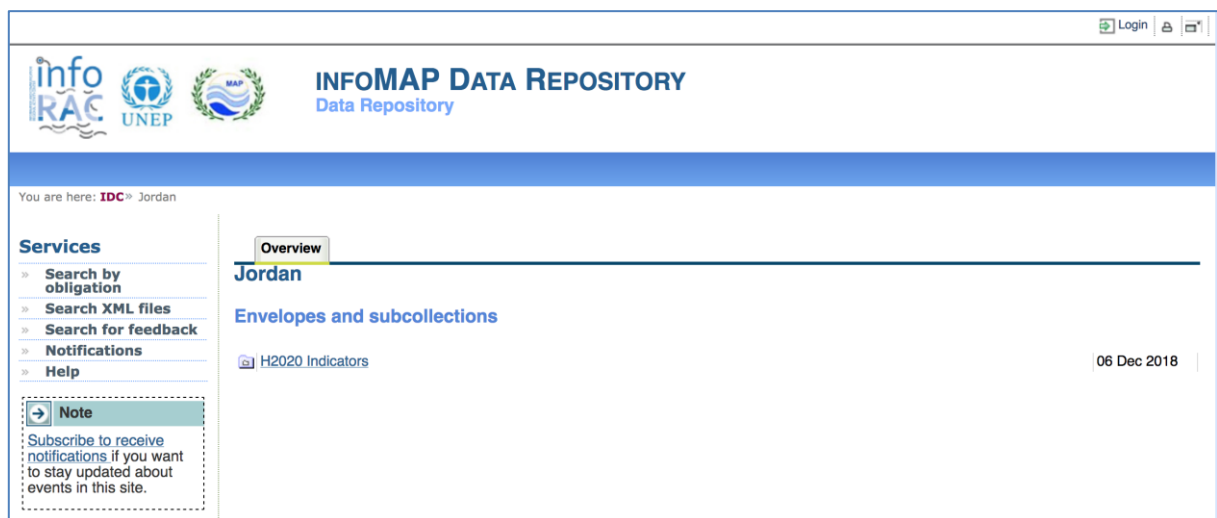 Login
info
RAC
UNEP
MAP
INFOMAP DATA REPOSITORY
Data Repository
You are here: IDC» Jordan
Services
» Search by
obligation
» Search XML files
» Search for feedback
» Notifications
» Help
Note
Subscribe to receive
notifications if you want
to stay updated about
events in this site.
Overview
Jordan
Envelopes and subcollections
H2020 Indicators 06 Dec 2018